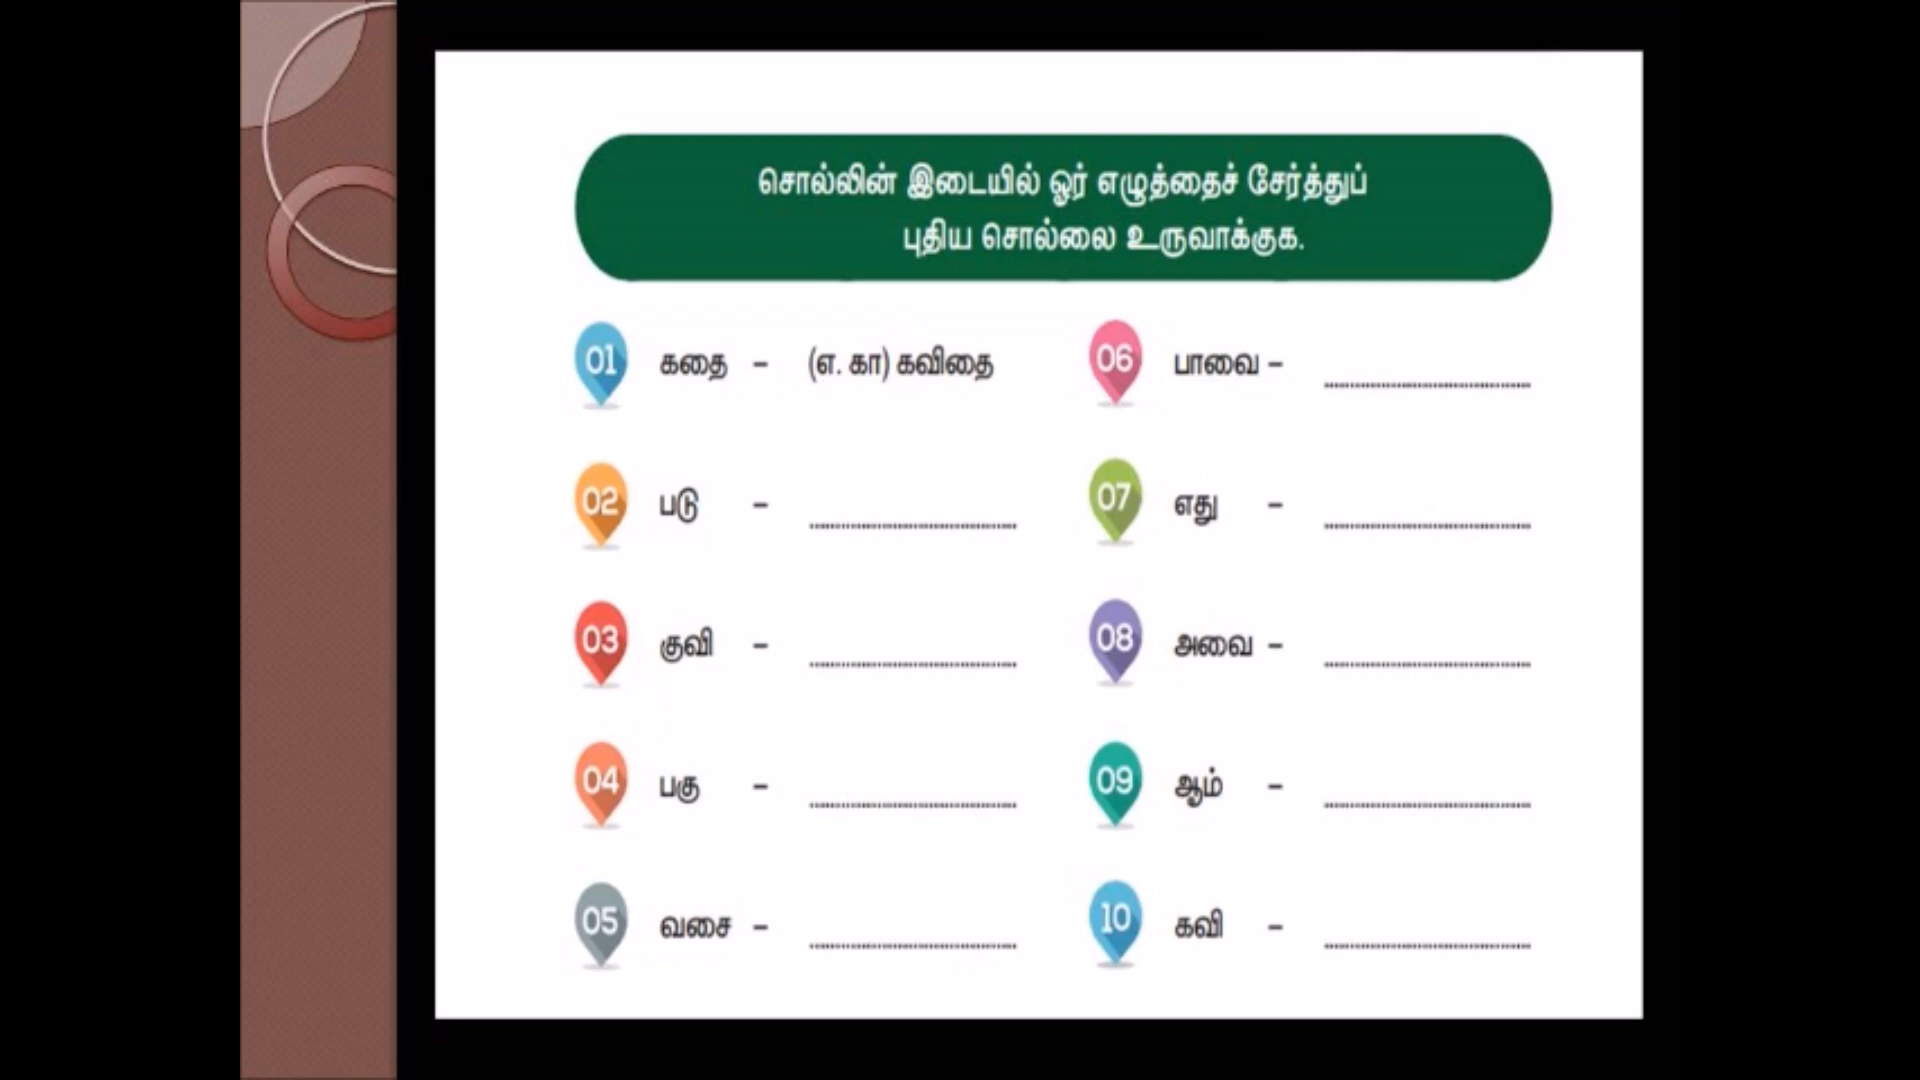 சொல்லின் இடையில் ஓர் எழுத்தைச் சேர்த்துப்
புதிய சொல்லை உருவாக்குக.
01 கதை – (எ. கா) கவிதை
02 படு –
03 குவி –
04 பகு –
05 வசை –
06 பாவை –
07 எது –
08 அவை –
09 ஆம் –
10 கவி –